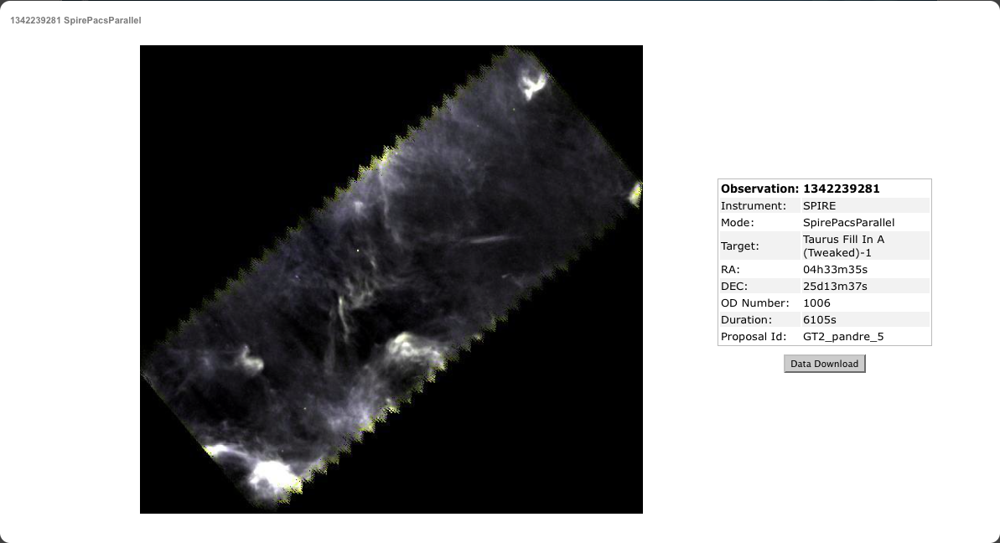 1342239281 SpirePacsParallel
Observation: 1342239281
Instrument: SPIRE
Mode: SpirePacsParallel
Target: Taurus Fill In A
(Tweaked)-1
RA: 04h33m35s
DEC: 25d13m37s
OD Number: 1006
Duration: 6105s
Proposal Id: GT2_pandre_5
Data Download